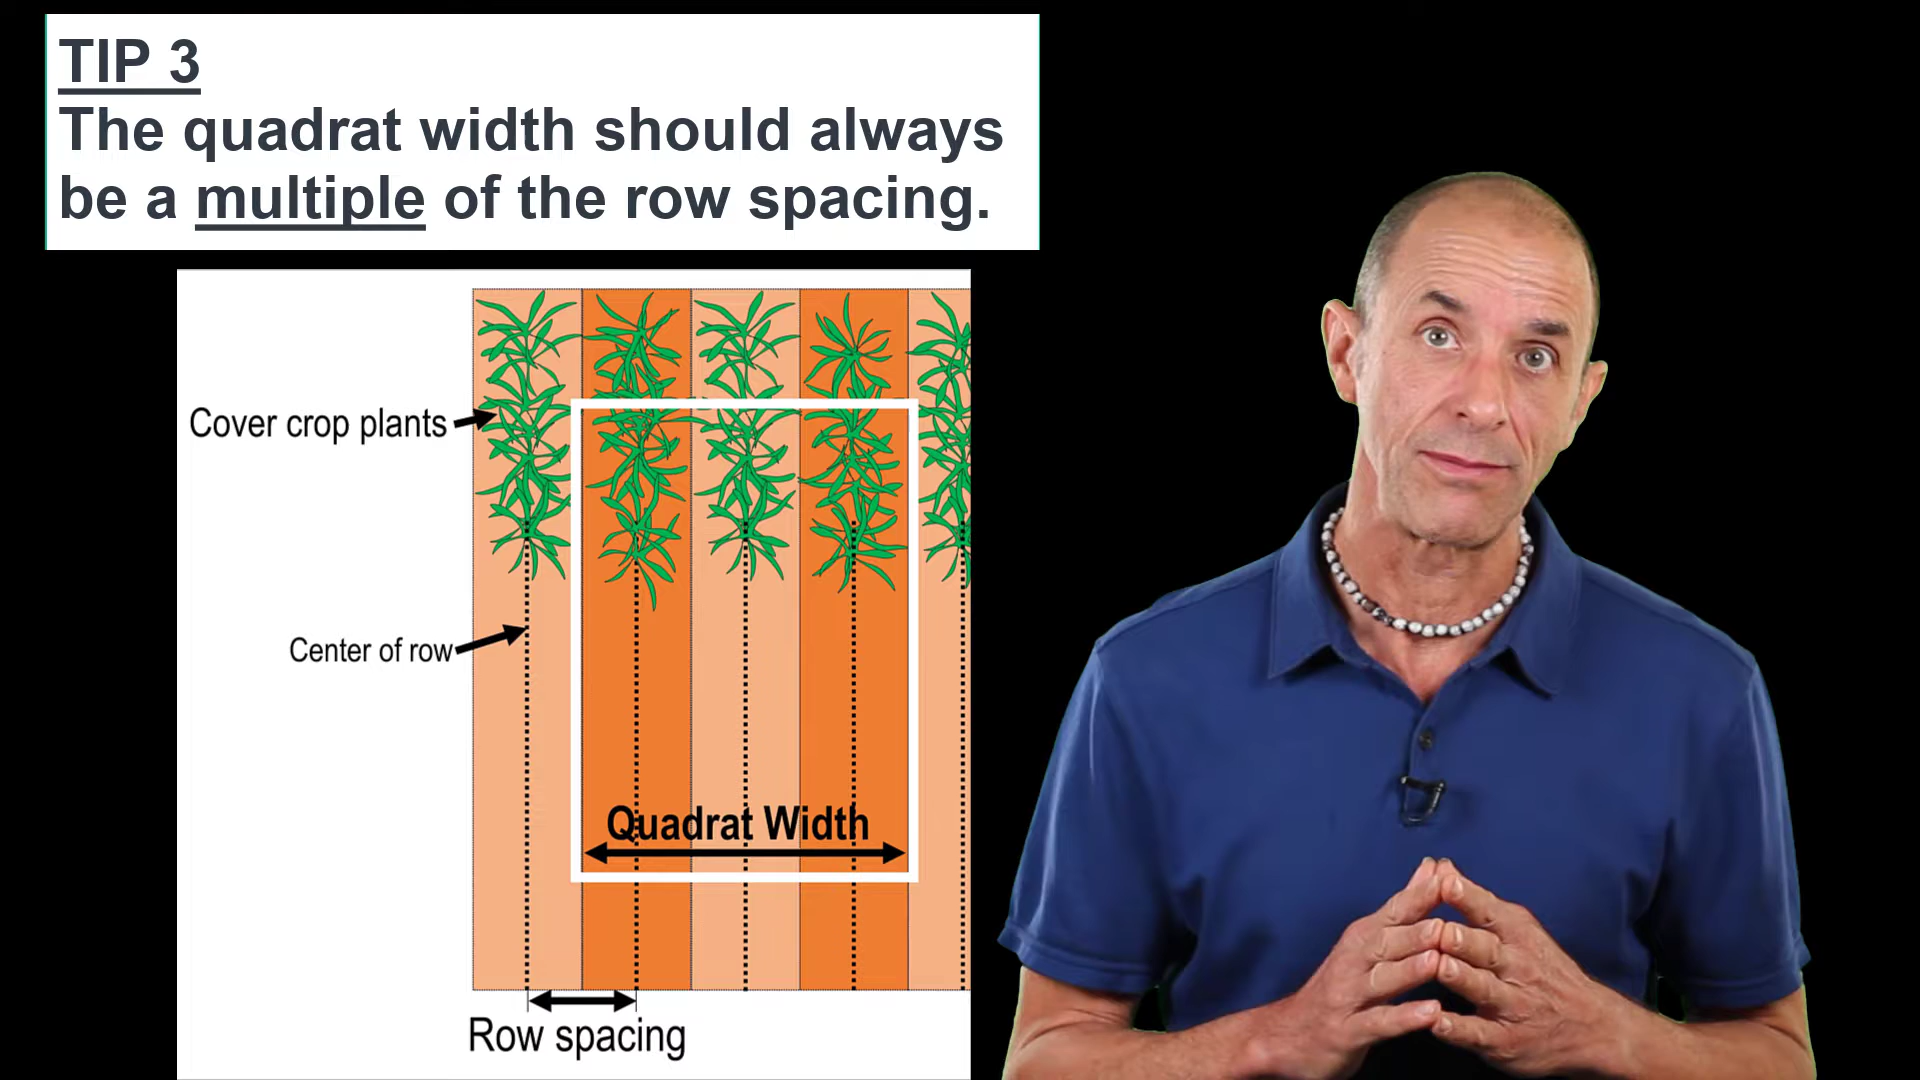 TIP 3
The quadrat width should always
be a multiple of the row spacing.
Cover crop plants
Center of row
Quadrat Width
Row spacing